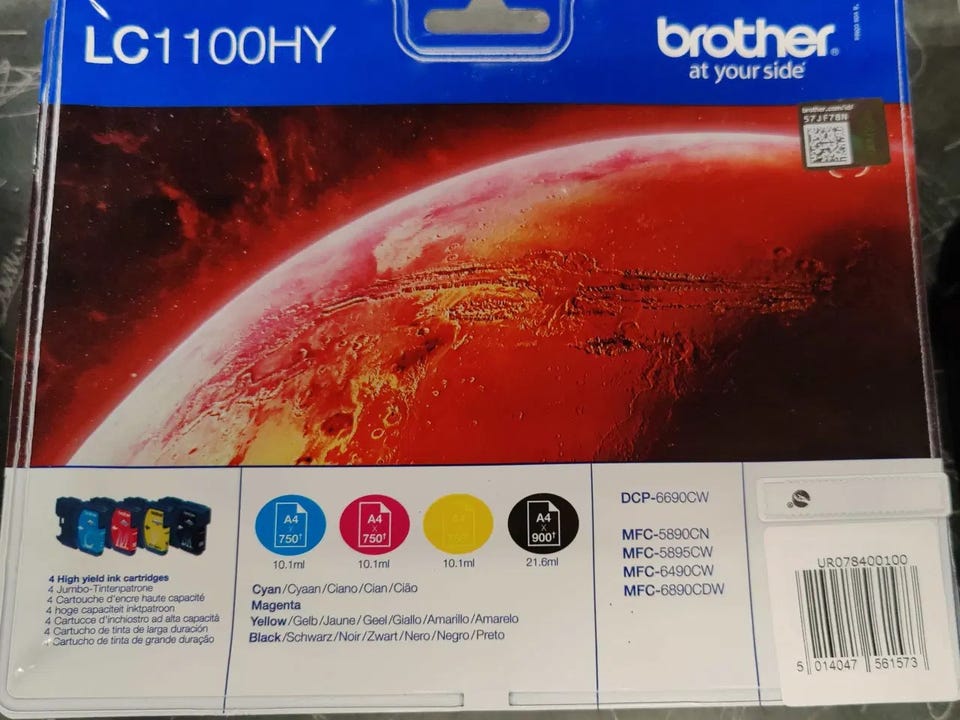 LC1100HY
brother
at your side
brother.com/id/
57JF78N
A4
x
750†
A4
x
750†
A4
x
750†
A4
x
900†
10.1ml
10.1ml
10.1ml
21.6ml
4 High yield ink cartridges
4 Jumbo-Tintenpatrone
4 Cartouche d'encre haute capacité
4 hoge capaciteit inktpatroon
4 Cartucce d'inchiostro ad alta capacità
4 Cartucho de tinta de larga duración
4 Cartucho de tinta de grande duração
Cyan/Cyaan/Ciano/Cian/Cião
Magenta
Yellow/Gelb/Jaune/Geel/Giallo/Amarillo/Amarelo
Black/Schwarz/Noir/Zwart/Nero/Negro/Preto
DCP-6690CW
MFC-5890CN
MFC-5895CW
MFC-6490CW
MFC-6890CDW
UR078400100
5 014047 561573